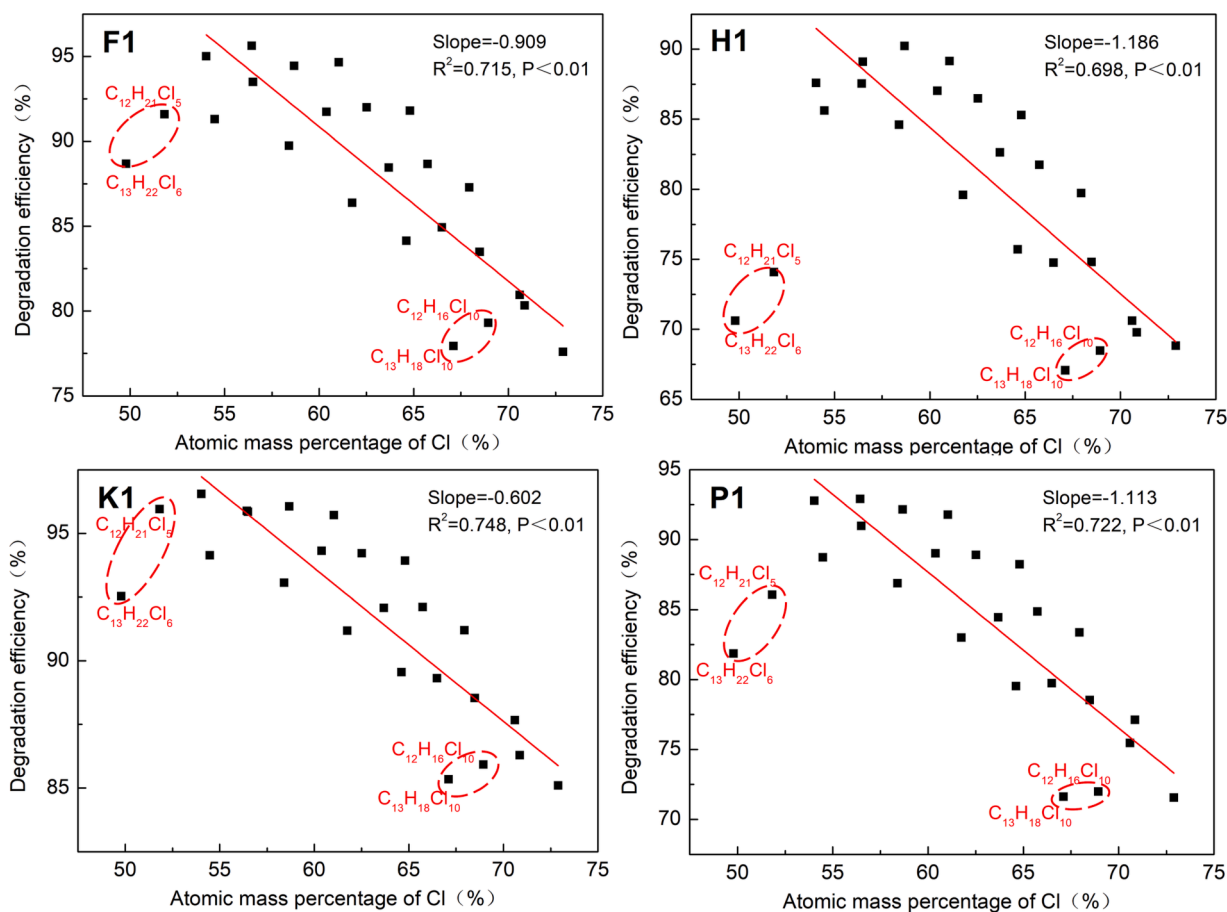 F1
Slope=-0.909
R²=0.715, P＜0.01
C₁₂H₂₁Cl₅
C₁₃H₂₂Cl₆
C₁₂H₁₆Cl₁₀
C₁₃H₁₈Cl₁₀
Degradation efficiency（%）
95
90
85
80
75
50 55 60 65 70 75
Atomic mass percentage of Cl（%）
H1
Slope=-1.186
R²=0.698, P＜0.01
C₁₂H₂₁Cl₅
C₁₃H₂₂Cl₆
C₁₂H₁₆Cl₁₀
C₁₃H₁₈Cl₁₀
Degradation efficiency（%）
90
85
80
75
70
65
50 55 60 65 70 75
Atomic mass percentage of Cl（%）
K1
Slope=-0.602
R²=0.748, P＜0.01
C₁₂H₂₁Cl₅
C₁₃H₂₂Cl₆
C₁₂H₁₆Cl₁₀
C₁₃H₁₈Cl₁₀
Degradation efficiency（%）
95
90
85
50 55 60 65 70 75
Atomic mass percentage of Cl（%）
P1
Slope=-1.113
R²=0.722, P＜0.01
C₁₂H₂₁Cl₅
C₁₃H₂₂Cl₆
C₁₂H₁₆Cl₁₀
C₁₃H₁₈Cl₁₀
Degradation efficiency（%）
95
90
85
80
75
70
50 55 60 65 70 75
Atomic mass percentage of Cl（%）